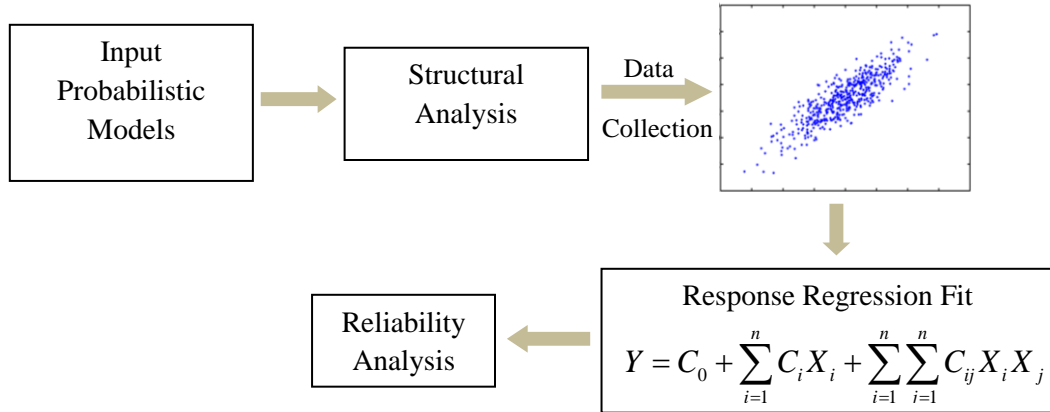 Input
Probabilistic
Models
Structural
Analysis
Data
Collection
Response Regression Fit
$Y = C_0 + \sum_{i=1}^{n} C_i X_i + \sum_{i=1}^{n} \sum_{j=1}^{n} C_{ij} X_i X_j$
Reliability
Analysis